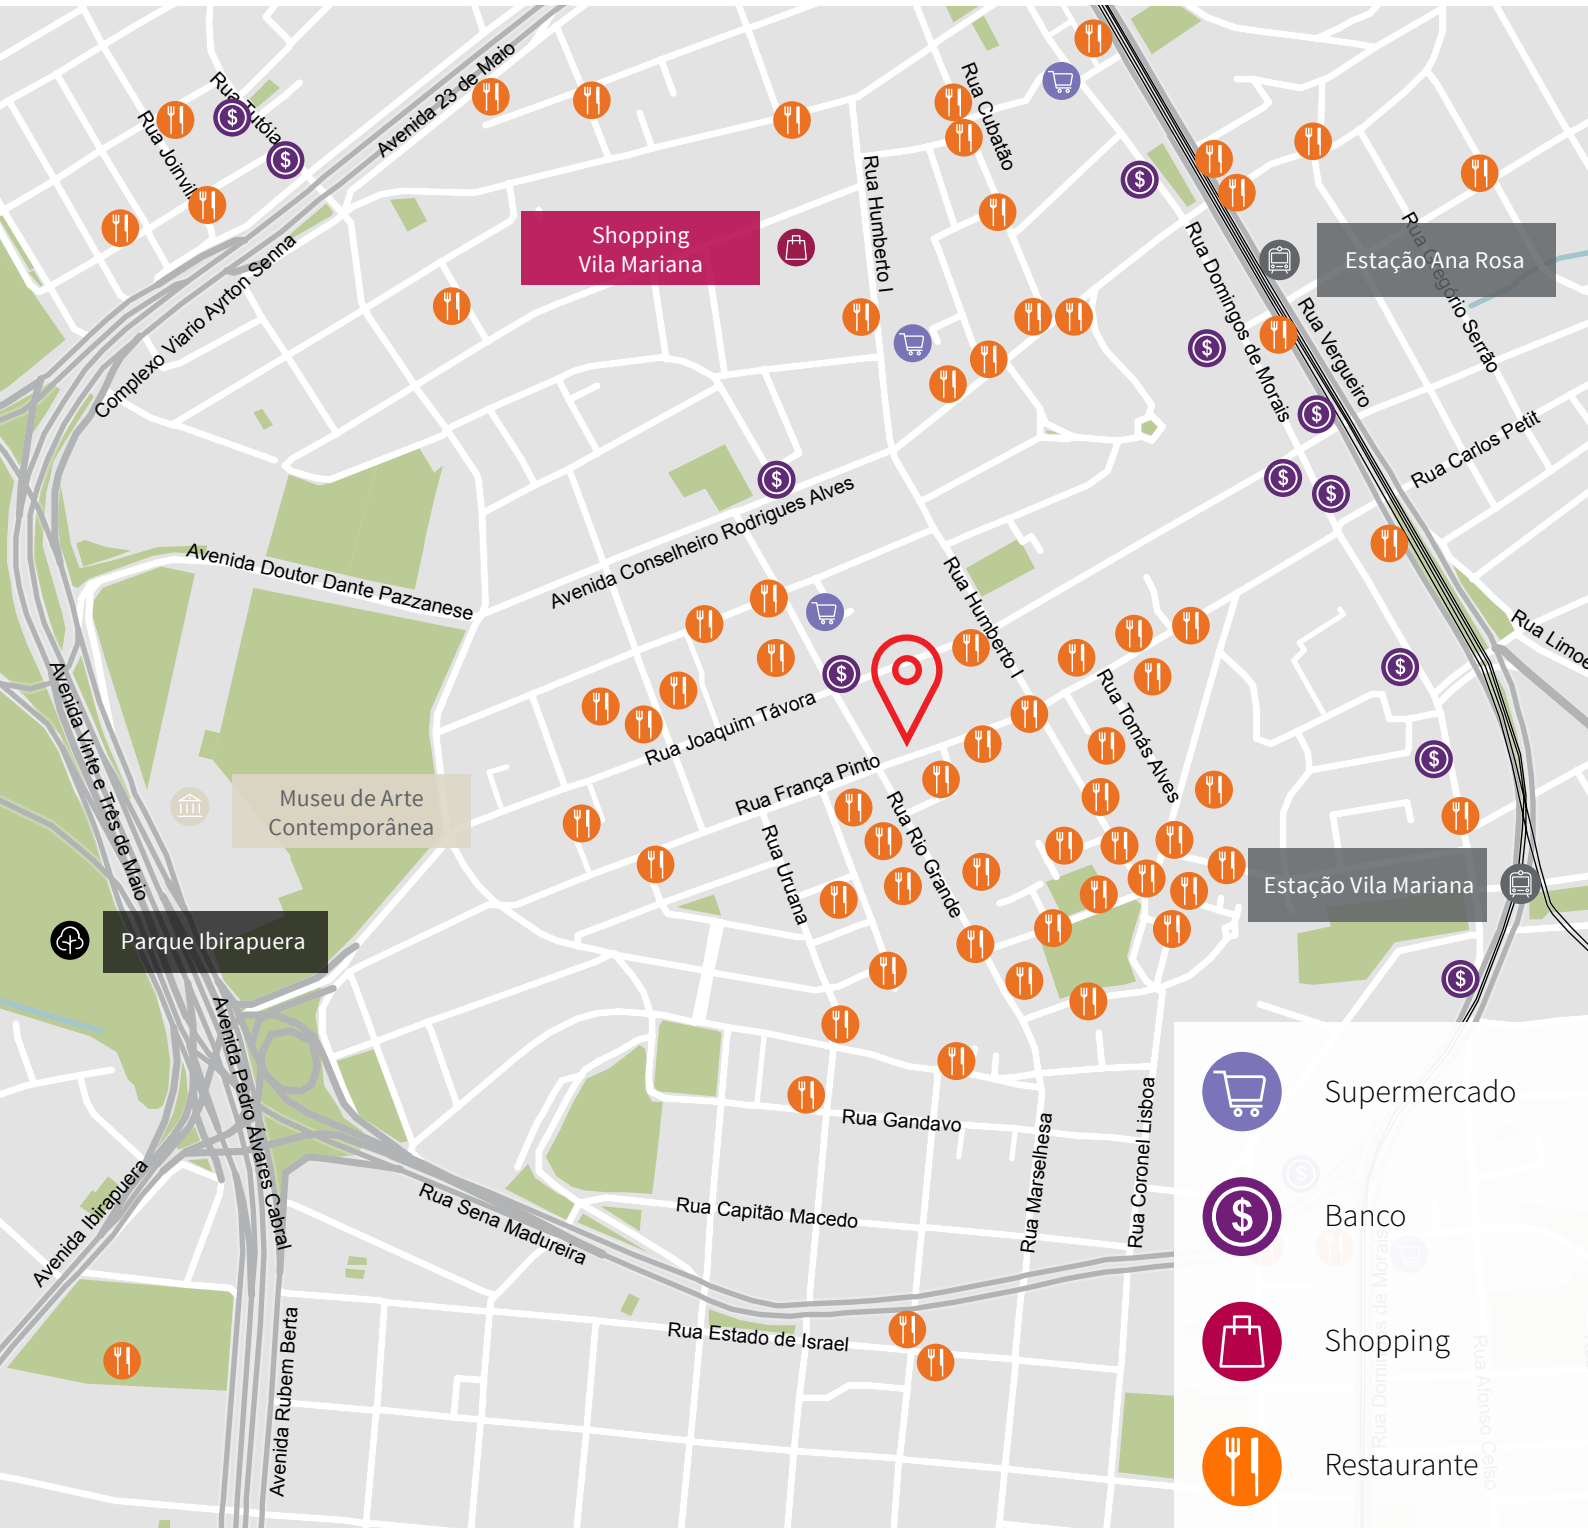 Avenida 23 de Maio
Rua Tutóia
Rua Cubatão
Rua Humberto I
Shopping
Vila Mariana
Estação Ana Rosa
Rua Domingos de Morais
Rua Vergueiro
Complexo Viario Ayrton Senna
Rua Carlos Petit
Avenida Conselheiro Rodrigues Alves
Avenida Doutor Dante Pazzanese
Rua Humberto I
Avenida Vinte e Três de Maio
Rua Joaquim Távora
Rua Tomás Alves
Rua França Pinto
Museu de Arte
Contemporânea
Rua Uruana
Rua Rio Grande
Estação Vila Mariana
Parque Ibirapuera
Avenida Pedro Álvares Cabral
Rua Gandavo
Rua Marselhesa
Rua Coronel Lisboa
Avenida Ibirapuera
Rua Sena Madureira
Rua Capitão Macedo
Rua Estado de Israel
Avenida Rubem Berta
Supermercado
Banco
Shopping
Restaurante
Rua Afonso Celso